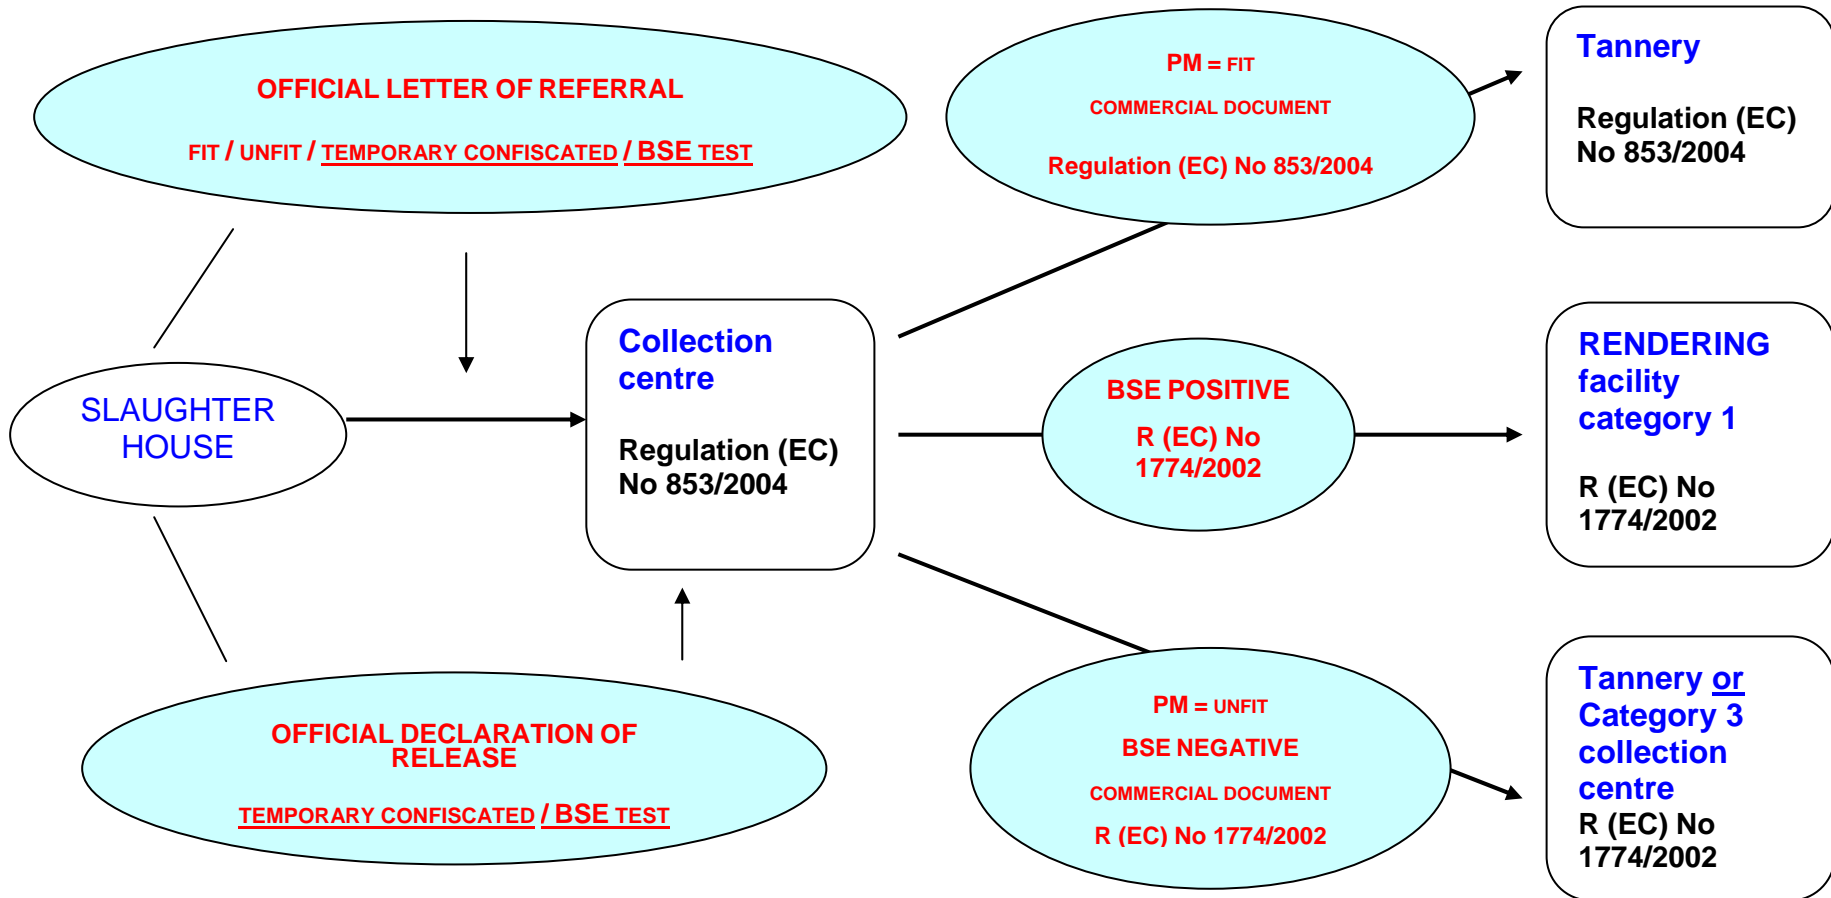 OFFICIAL LETTER OF REFERRAL
FIT / UNFIT / TEMPORARY CONFISCATED / BSE TEST
PM = FIT
COMMERCIAL DOCUMENT
Regulation (EC) No 853/2004
Tannery
Regulation (EC)
No 853/2004
SLAUGHTER
HOUSE
Collection
centre
Regulation (EC)
No 853/2004
BSE POSITIVE
R (EC) No
1774/2002
RENDERING
facility
category 1
R (EC) No
1774/2002
OFFICIAL DECLARATION OF
RELEASE
TEMPORARY CONFISCATED / BSE TEST
PM = UNFIT
BSE NEGATIVE
COMMERCIAL DOCUMENT
R (EC) No 1774/2002
Tannery or
Category 3
collection
centre
R (EC) No
1774/2002